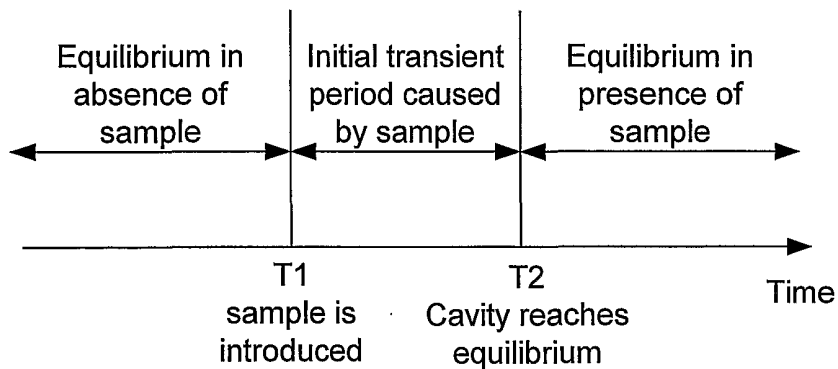 Equilibrium in
absence of
sample
Initial transient
period caused
by sample
Equilibrium in
presence of
sample
T1
sample is
introduced
T2
Cavity reaches
equilibrium
Time